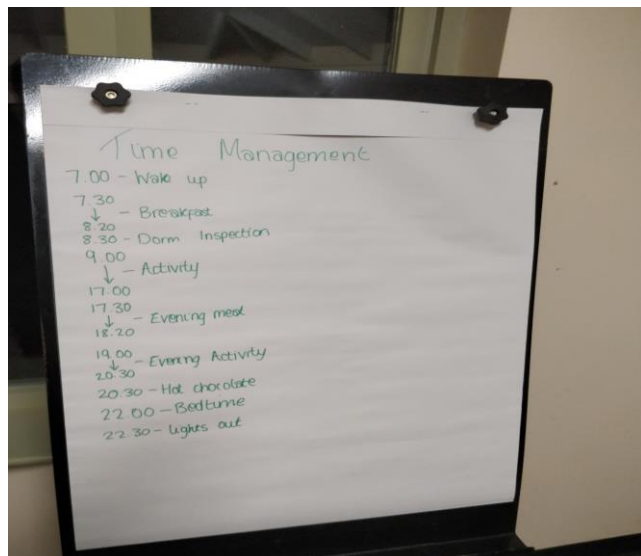 Time Management
7.00 - Wake up
7.30
↓ - Breakfast
8.20
8.30 - Dorm Inspection
9.00
↓ - Activity
17.00
17.30
↓ - Evening meal
18.20
19.00
↓ - Evening Activity
20.30
20.30 - Hot chocolate
22.00 - Bedtime
22.30 - Lights out